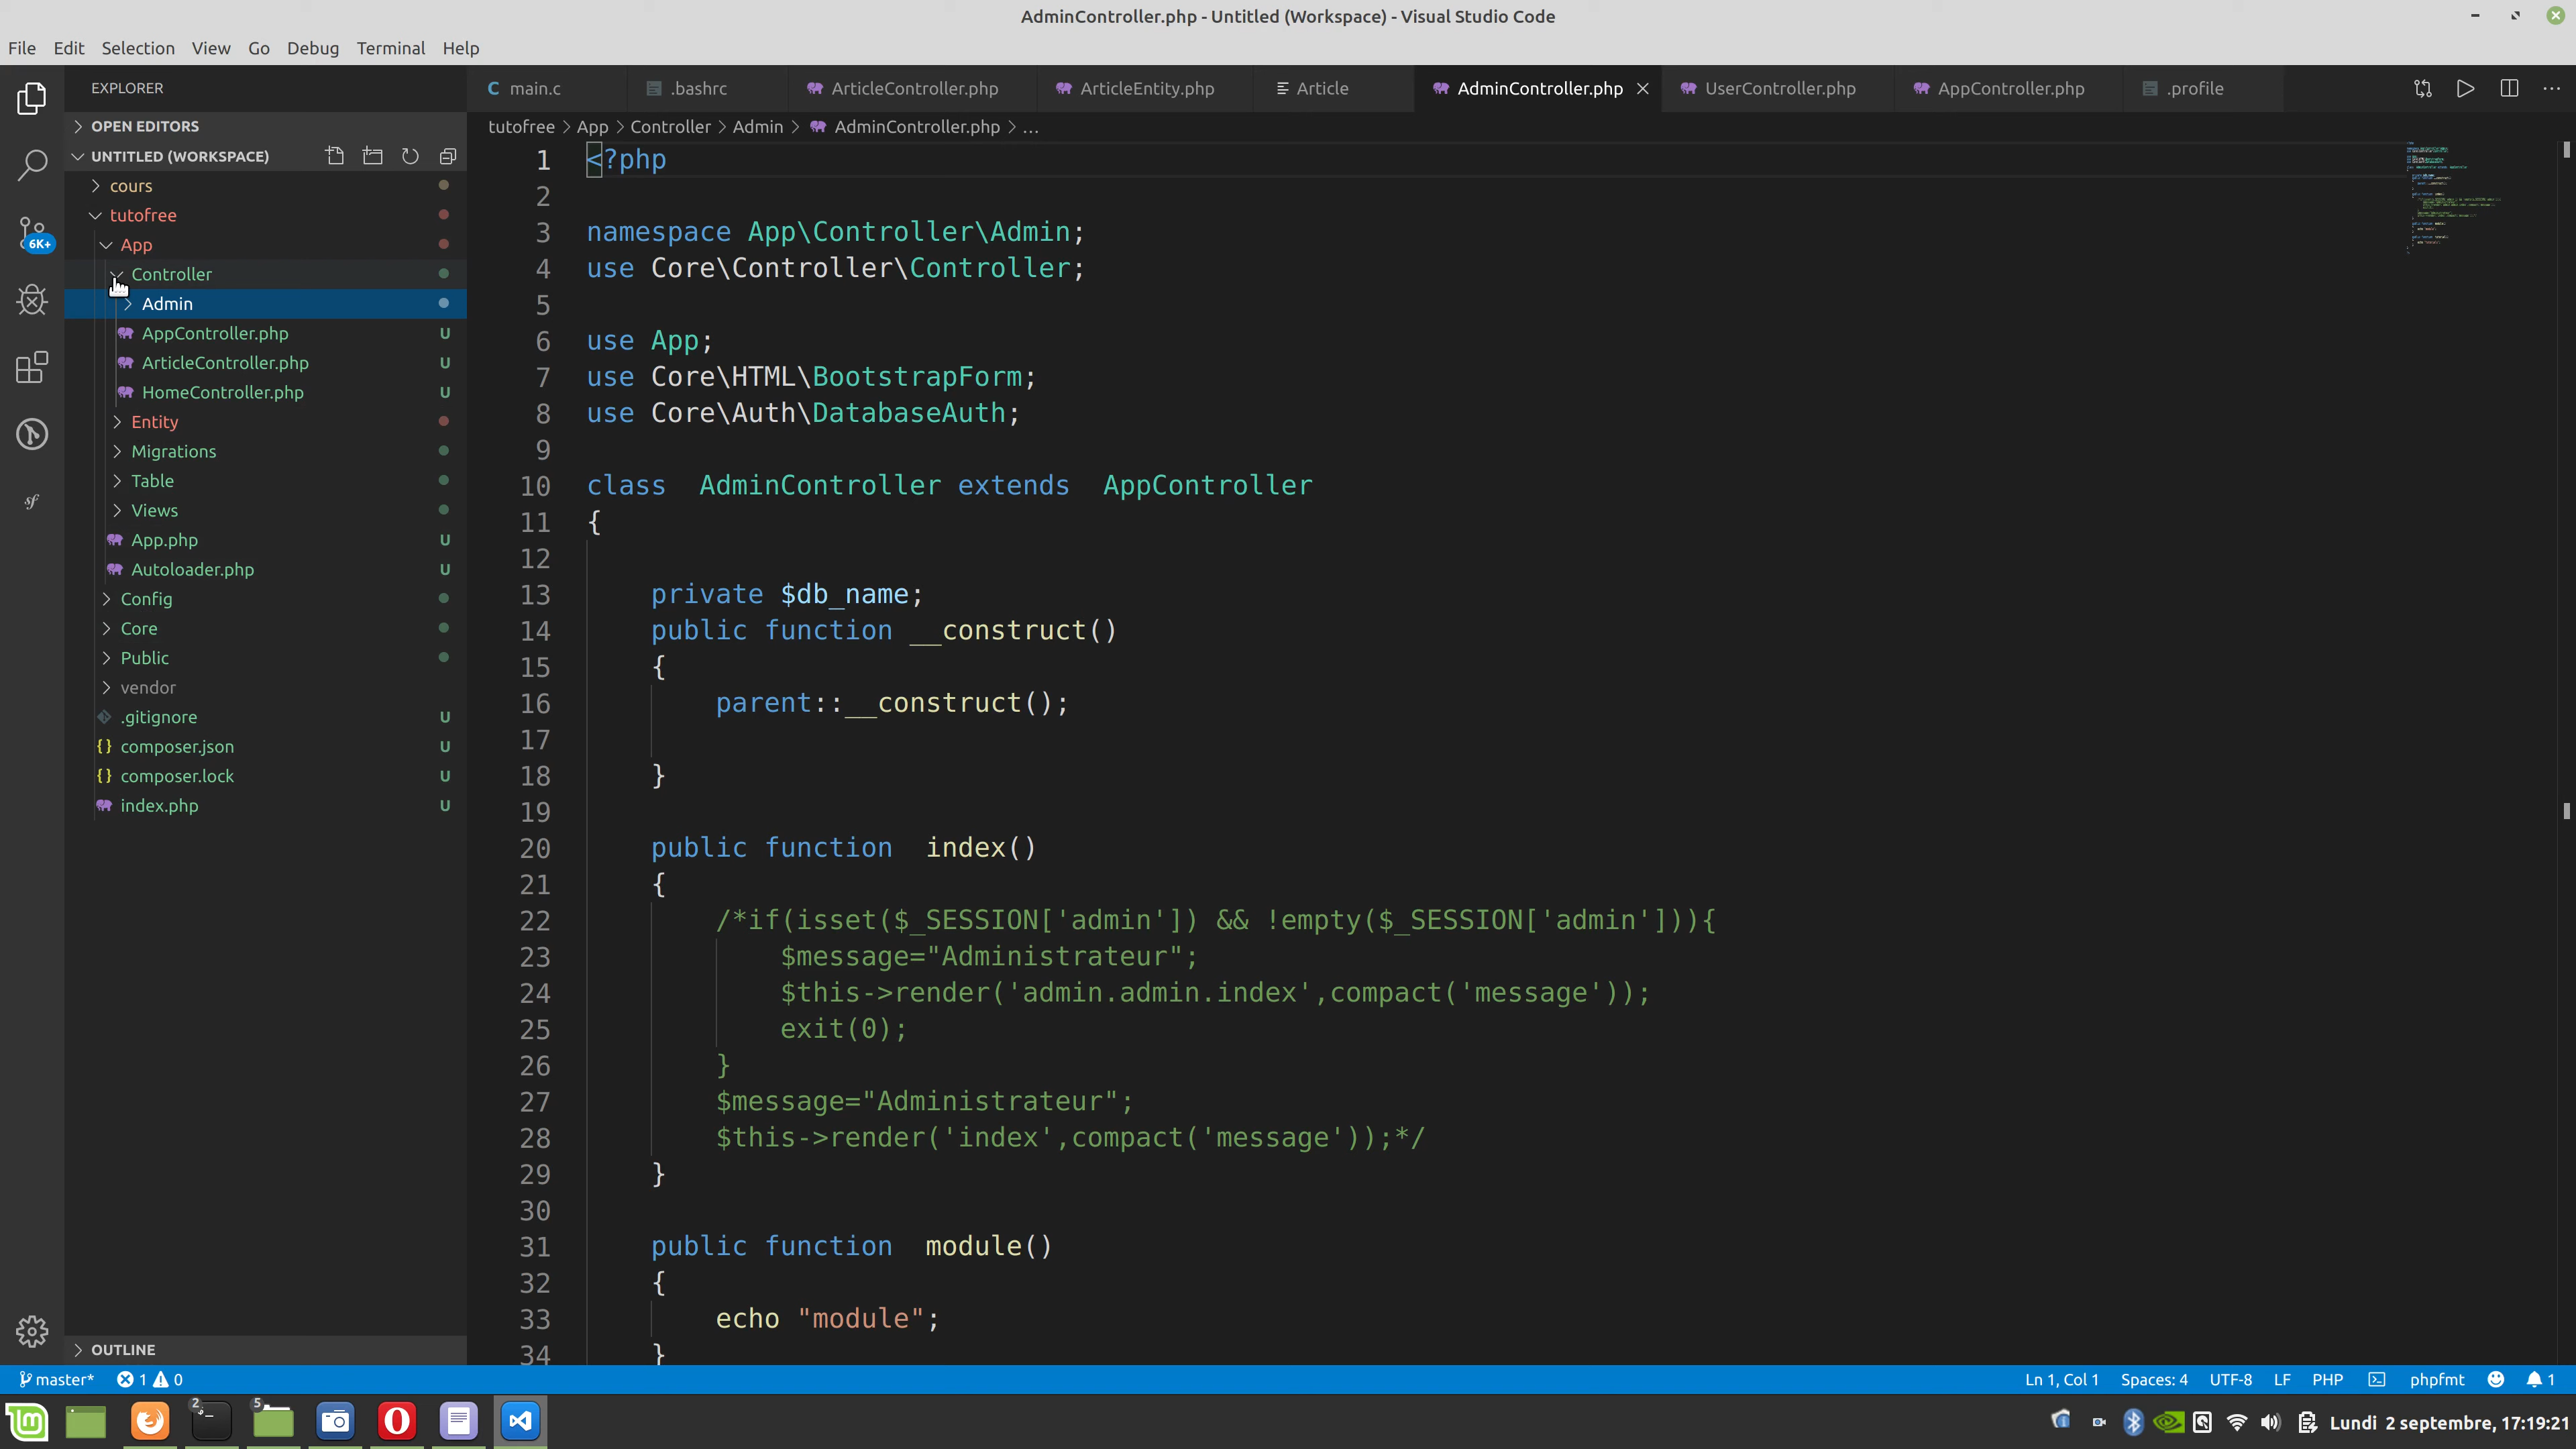 AdminController.php - Untitled (Workspace) - Visual Studio Code
File Edit Selection View Go Debug Terminal Help
EXPLORER
main.c .bashrc ArticleController.php ArticleEntity.php Article AdminController.php UserController.php AppController.php .profile
OPEN EDITORS
tutofree > App > Controller > Admin > AdminController.php > ...
UNTITLED (WORKSPACE)
cours
tutofree
App
Controller
Admin
AppController.php U
ArticleController.php U
HomeController.php U
Entity
Migrations
Table
Views
App.php U
Autoloader.php U
Config
Core
Public
vendor
.gitignore U
composer.json U
composer.lock U
index.php U
OUTLINE
6K+
1 <?php
2
3 namespace App\Controller\Admin;
4 use Core\Controller\Controller;
5
6 use App;
7 use Core\HTML\BootstrapForm;
8 use Core\Auth\DatabaseAuth;
9
10 class  AdminController extends  AppController
11 {
12
13     private $db_name;
14     public function __construct()
15     {
16         parent::__construct();
17
18     }
19
20     public function  index()
21     {
22         /*if(isset($_SESSION['admin']) && !empty($_SESSION['admin'])){
23             $message="Administrateur";
24             $this->render('admin.admin.index',compact('message'));
25             exit(0);
26         }
27         $message="Administrateur";
28         $this->render('index',compact('message'));*/
29     }
30
31     public function  module()
32     {
33         echo "module";
34     }
master* 1 0 Ln 1, Col 1 Spaces: 4 UTF-8 LF PHP phpfmt 1
2 5 Lundi 2 septembre, 17:19:21